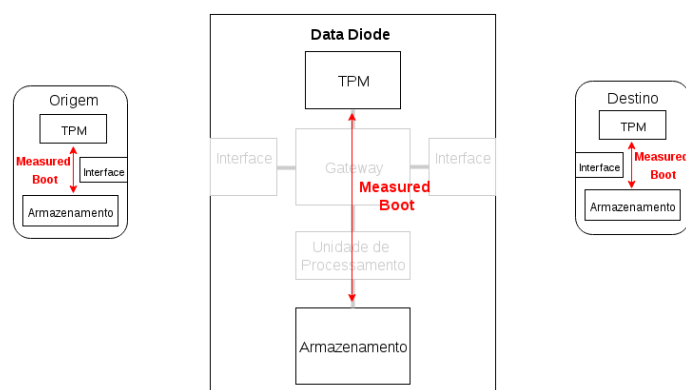 Origem
TPM
Measured
Boot
Interface
Armazenamento
Data Diode
TPM
Interface
Gateway
Interface
Measured
Boot
Unidade de
Processamento
Armazenamento
Destino
TPM
Measured
Interface
Boot
Armazenamento